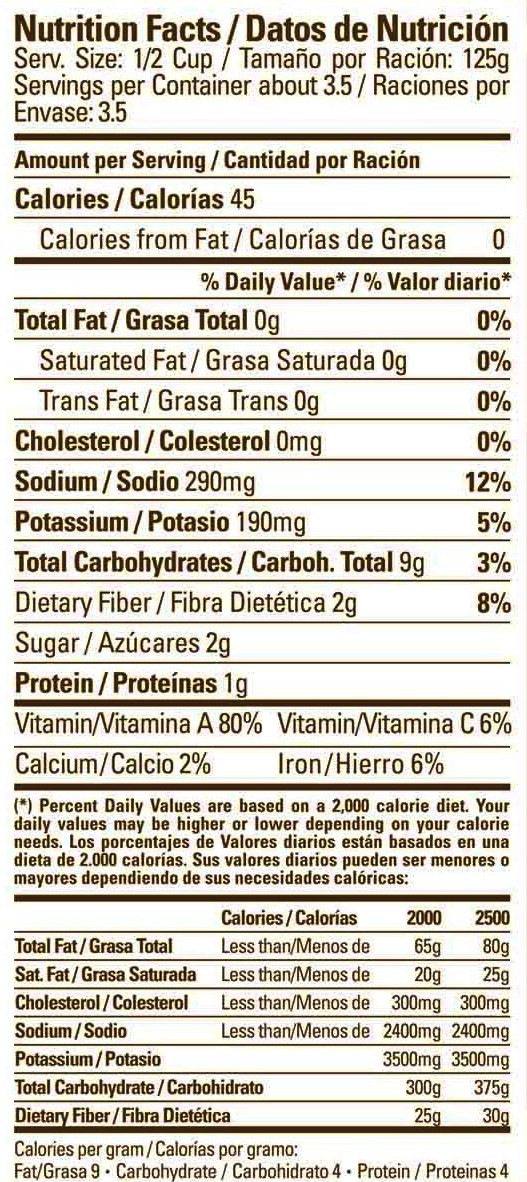 Nutrition Facts / Datos de Nutrición
Serv. Size: 1/2 Cup / Tamaño por Ración: 125g
Servings per Container about 3.5 / Raciones por
Envase: 3.5
Amount per Serving / Cantidad por Ración
Calories / Calorías 45
Calories from Fat / Calorías de Grasa 0
% Daily Value* / % Valor diario*
Total Fat / Grasa Total 0g 0%
Saturated Fat / Grasa Saturada 0g 0%
Trans Fat / Grasa Trans 0g 0%
Cholesterol / Colesterol 0mg 0%
Sodium / Sodio 290mg 12%
Potassium / Potasio 190mg 5%
Total Carbohydrates / Carboh. Total 9g 3%
Dietary Fiber / Fibra Dietética 2g 8%
Sugar / Azúcares 2g
Protein / Proteínas 1g
Vitamin/Vitamina A 80% Vitamin/Vitamina C 6%
Calcium/Calcio 2% Iron/Hierro 6%
(*) Percent Daily Values are based on a 2,000 calorie diet. Your
daily values may be higher or lower depending on your calorie
needs. Los porcentajes de Valores diarios están basados en una
dieta de 2.000 calorías. Sus valores diarios pueden ser menores o
mayores dependiendo de sus necesidades calóricas:
Calories / Calorías 2000 2500
Total Fat / Grasa Total Less than/Menos de 65g 80g
Sat. Fat / Grasa Saturada Less than/Menos de 20g 25g
Cholesterol / Colesterol Less than/Menos de 300mg 300mg
Sodium / Sodio Less than/Menos de 2400mg 2400mg
Potassium / Potasio 3500mg 3500mg
Total Carbohydrate / Carbohidrato 300g 375g
Dietary Fiber / Fibra Dietética 25g 30g
Calories per gram / Calorías por gramo:
Fat/Grasa 9 • Carbohydrate / Carbohidrato 4 • Protein / Proteinas 4